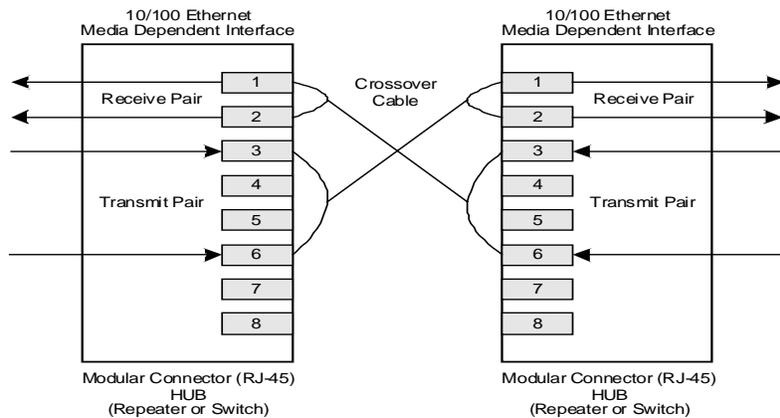 10/100 Ethernet
Media Dependent Interface
10/100 Ethernet
Media Dependent Interface
1
Receive Pair
2
3
4
Transmit Pair
5
6
7
8
Crossover
Cable
1
Receive Pair
2
3
4
Transmit Pair
5
6
7
8
Modular Connector (RJ-45)
HUB
(Repeater or Switch)
Modular Connector (RJ-45)
HUB
(Repeater or Switch)